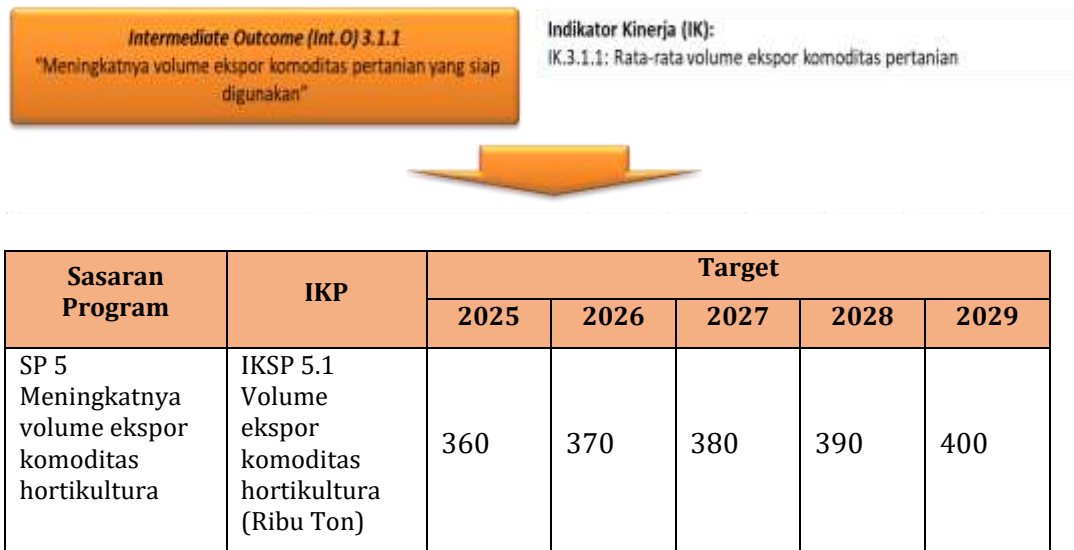 Intermediate Outcome (Int.O) 3.1.1
"Meningkatnya volume ekspor komoditas pertanian yang siap
digunakan"
Indikator Kinerja (IK):
IK.3.1.1: Rata-rata volume ekspor komoditas pertanian
Sasaran
Program
IKP
Target
2025 2026 2027 2028 2029
SP 5
Meningkatnya
volume ekspor
komoditas
hortikultura
IKSP 5.1
Volume
ekspor
komoditas
hortikultura
(Ribu Ton)
360 370 380 390 400